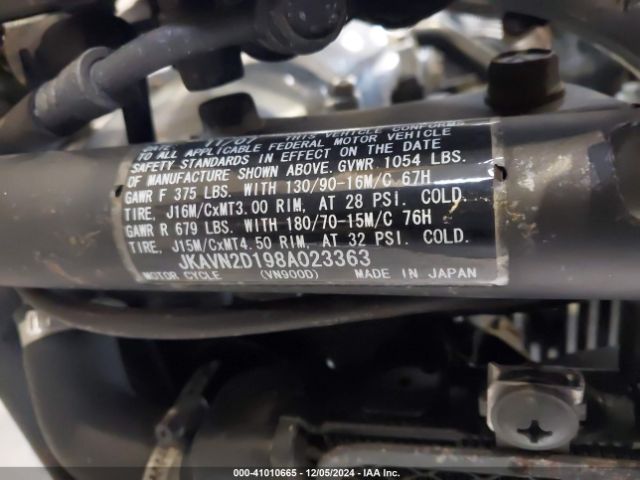 DATE 11/07 THIS VEHICLE CONFORMS
TO ALL APPLICABLE FEDERAL MOTOR VEHICLE
SAFETY STANDARDS IN EFFECT ON THE DATE
OF MANUFACTURE SHOWN ABOVE. GVWR 1054 LBS.
GAWR F 375 LBS. WITH 130/90-16M/C 67H
TIRE, J16M/CxMT3.00 RIM, AT 28 PSI. COLD.
GAWR R 679 LBS. WITH 180/70-15M/C 76H
TIRE, J15M/CxMT4.50 RIM, AT 32 PSI. COLD.
JKAVN2D198A023363
MOTOR CYCLE (VN900D) MADE IN JAPAN
000-41010665 - 12/05/2024 - IAA Inc.